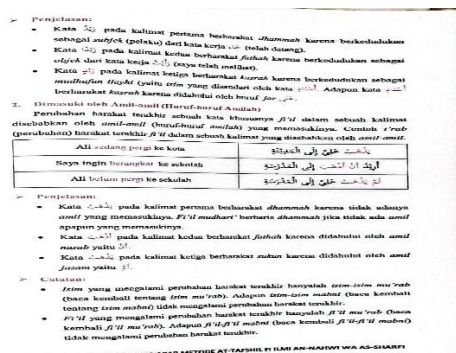 ➢ Penjelasan:
• Kata زَيْدٌ pada kalimat pertama berharakat dhammah karena berkedudukan
sebagai subjek (pelaku) dari kata kerja جَاءَ (telah datang).
• Kata زَيْدًا pada kalimat kedua berharakat fathah karena berkedudukan sebagai
objek dari kata kerja رَأَيْتُ (saya telah melihat).
• Kata زَيْدٍ pada kalimat ketiga berharakat kasrah karena berkedudukan sebagai
mudhafun ilayhi (yaitu isim yang disandari oleh kata). Adapun kata
berharakat kasrah karena didahului oleh huruf jar
2. Dimasuki oleh Amil-amil (Huruf-huruf Amilah)
Perubahan harakat terakhir sebuah kata khususnya fi'il dalam sebuah kalimat
disebabkan oleh amil-amil (huruf-huruf amilah) yang memasukinya. Contoh i'rab
(perubahan) harakat terakhir fi'il dalam sebuah kalimat yang disebabkan oleh amil-amil.
Ali sedang pergi ke kota يَذْهَبُ عَلِيٌّ إِلَى الْمَدِيْنَةِ
Saya ingin berangkat ke sekolah أُرِيْدُ أَنْ أَذْهَبَ إِلَى الْمَدْرَسَةِ
Ali belum pergi ke sekolah لَمْ يَذْهَبْ عَلِيٌّ إِلَى الْمَدْرَسَةِ
➢ Penjelasan:
• Kata يَذْهَبُ pada kalimat pertama berharakat dhammah karena tidak adanya
amil yang memasukinya. Fi'il mudhari' berbaris dhammah jika tidak ada amil
apapun yang memasukinya.
• Kata أَذْهَبَ pada kalimat kedua berharakat fathah karena didahului oleh amil
nasab yaitu أَنْ.
• Kata يَذْهَبْ pada kalimat ketiga berharakat sukun karena didahului oleh amil
jazam yaitu لَمْ.
➢ Catatan:
• Isim yang mengalami perubahan harakat terakhir hanyalah isim-isim mu'rab
(baca kembali tentang isim mu'rab). Adapun isim-isim mabni (baca kembali
tentang isim mabni) tidak mengalami perubahan harakat terakhir.
• Fi'il yang mengalami perubahan harakat terakhir hanyalah fi'il mu'rab (baca
kembali fi'il mu'rab). Adapun fi'il-fi'il mabni (baca kembali fi'il-fi'il mabni)
tidak mengalami perubahan harakat terakhir.
METODE AT-TAFSHIL FI ILMI AN-NAHWI WA AS-SHARFI